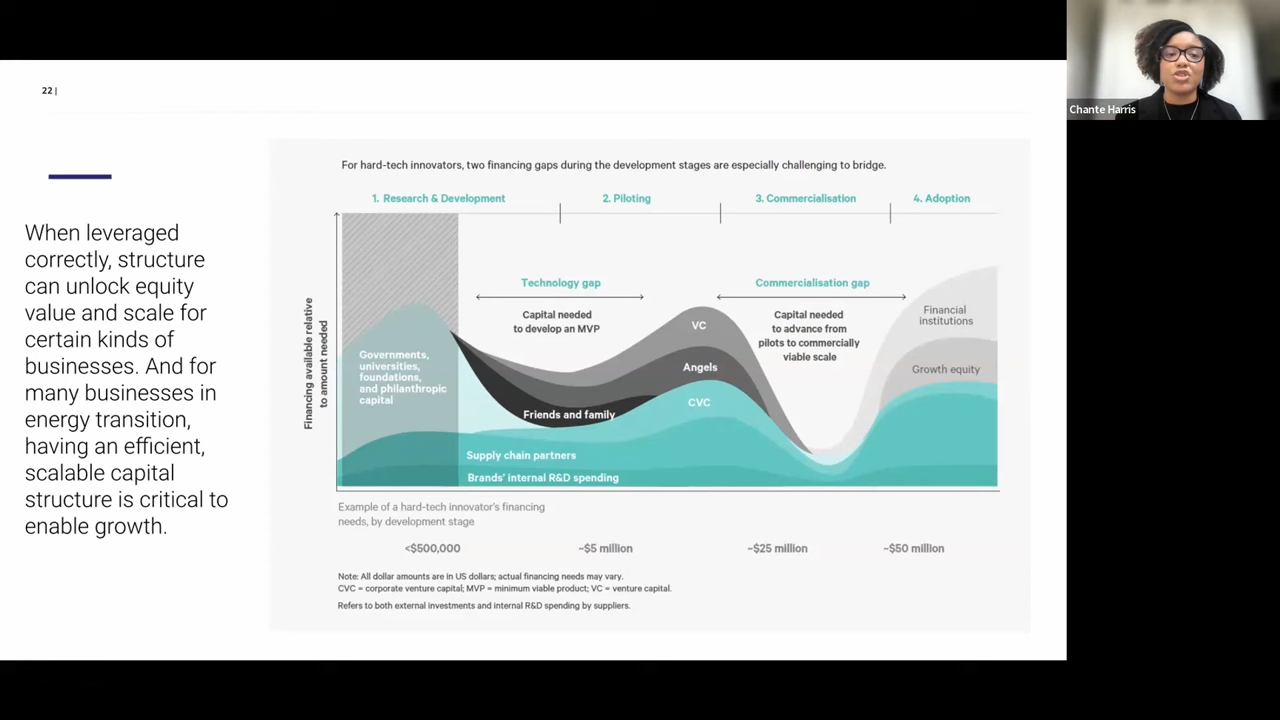 22 |
When leveraged
correctly, structure
can unlock equity
value and scale for
certain kinds of
businesses. And for
many businesses in
energy transition,
having an efficient,
scalable capital
structure is critical to
enable growth.
For hard-tech innovators, two financing gaps during the development stages are especially challenging to bridge.
1. Research & Development
2. Piloting
3. Commercialisation
4. Adoption
Financing available relative
to amount needed
Technology gap
Capital needed
to develop an MVP
Commercialisation gap
Capital needed
to advance from
pilots to commercially
viable scale
Governments,
universities,
foundations,
and philanthropic
capital
VC
Angels
CVC
Friends and family
Supply chain partners
Brands' internal R&D spending
Financial
institutions
Growth equity
Example of a hard-tech innovator's financing
needs, by development stage
<$500,000
~$5 million
~$25 million
~$50 million
Note: All dollar amounts are in US dollars; actual financing needs may vary.
CVC = corporate venture capital; MVP = minimum viable product; VC = venture capital.
Refers to both external investments and internal R&D spending by suppliers.
Chante Harris